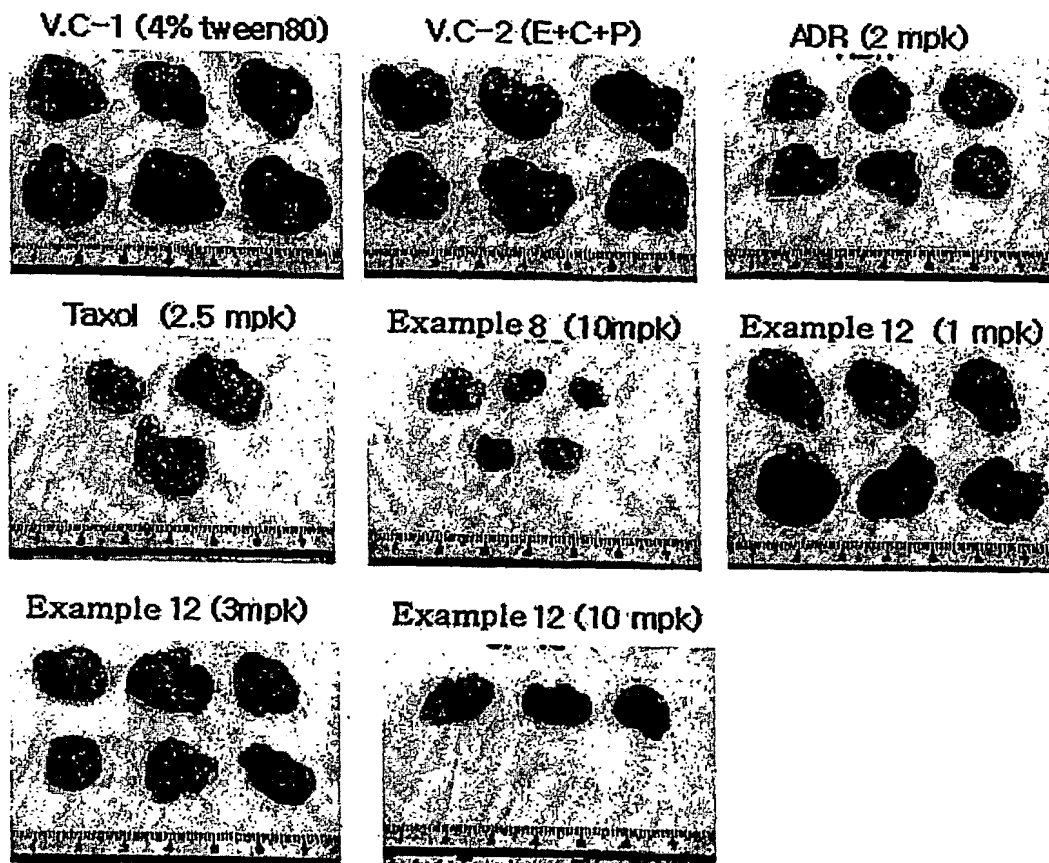 V.C-1 (4% tween80)
V.C-2 (E+C+P)
ADR (2 mpk)
Taxol (2.5 mpk)
Example 8 (10mpk)
Example 12 (1 mpk)
Example 12 (3mpk)
Example 12 (10 mpk)